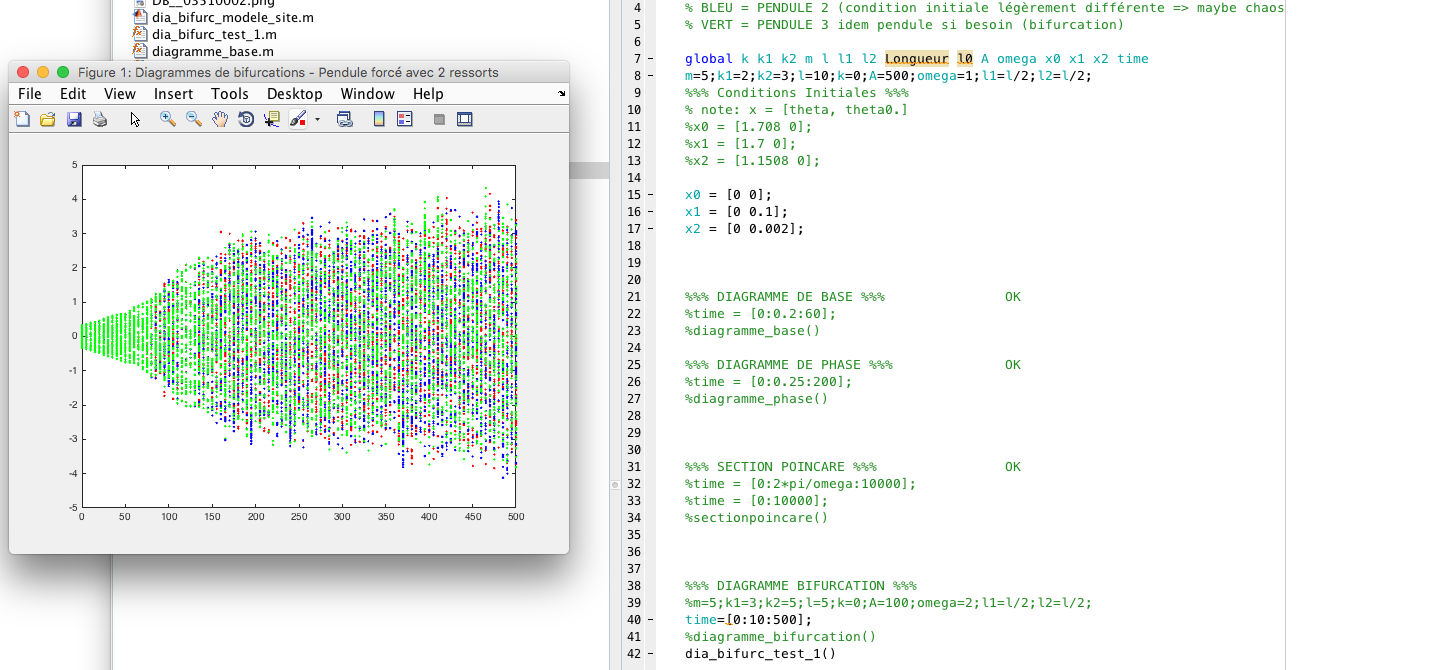 DB__03510002.png
dia_bifurc_modele_site.m
dia_bifurc_test_1.m
diagramme_base.m
Figure 1: Diagrammes de bifurcations - Pendule forcé avec 2 ressorts
File Edit View Insert Tools Desktop Window Help
5
4
3
2
1
0
-1
-2
-3
-4
-5
0 50 100 150 200 250 300 350 400 450 500
4 % BLEU = PENDULE 2 (condition initiale légèrement différente => maybe chaos
5 % VERT = PENDULE 3 idem pendule si besoin (bifurcation)
6
7 - global k k1 k2 m l l1 l2 Longueur l0 A omega x0 x1 x2 time
8 - m=5;k1=2;k2=3;l=10;k=0;A=500;omega=1;l1=l/2;l2=l/2;
9 %%% Conditions Initiales %%%
10 % note: x = [theta, theta0.]
11 %x0 = [1.708 0];
12 %x1 = [1.7 0];
13 %x2 = [1.1508 0];
14
15 - x0 = [0 0];
16 - x1 = [0 0.1];
17 - x2 = [0 0.002];
18
19
20
21 %%% DIAGRAMME DE BASE %%% OK
22 %time = [0:0.2:60];
23 %diagramme_base()
24
25 %%% DIAGRAMME DE PHASE %%% OK
26 %time = [0:0.25:200];
27 %diagramme_phase()
28
29
30
31 %%% SECTION POINCARE %%% OK
32 %time = [0:2*pi/omega:10000];
33 %time = [0:10000];
34 %sectionpoincare()
35
36
37
38 %%% DIAGRAMME BIFURCATION %%%
39 %m=5;k1=3;k2=5;l=5;k=0;A=100;omega=2;l1=l/2;l2=l/2;
40 - time=[0:10:500];
41 %diagramme_bifurcation()
42 - dia_bifurc_test_1()